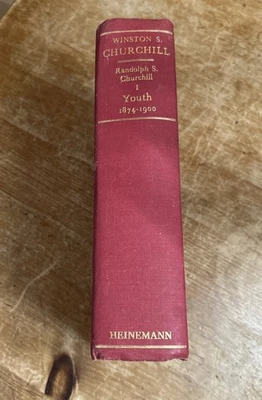 WINSTON S.
CHURCHILL
Randolph S.
Churchill
I
Youth
1874-1900
HEINEMANN